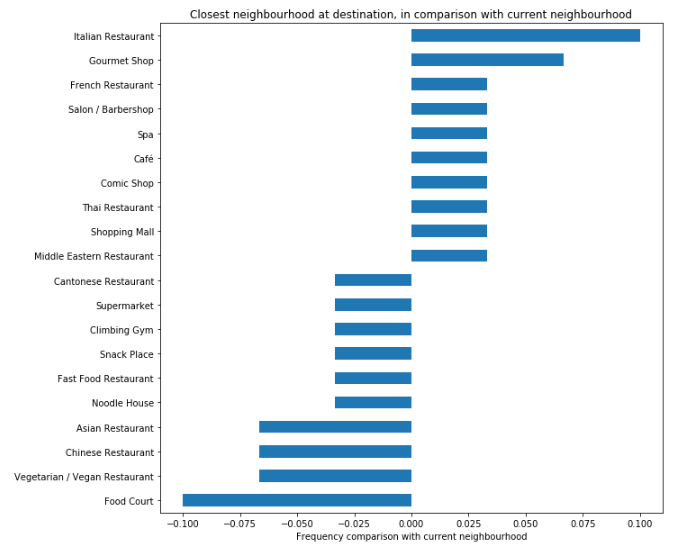 Closest neighbourhood at destination, in comparison with current neighbourhood
Italian Restaurant
Gourmet Shop
French Restaurant
Salon / Barbershop
Spa
Café
Comic Shop
Thai Restaurant
Shopping Mall
Middle Eastern Restaurant
Cantonese Restaurant
Supermarket
Climbing Gym
Snack Place
Fast Food Restaurant
Noodle House
Asian Restaurant
Chinese Restaurant
Vegetarian / Vegan Restaurant
Food Court
−0.100 −0.075 −0.050 −0.025 0.000 0.025 0.050 0.075 0.100
Frequency comparison with current neighbourhood